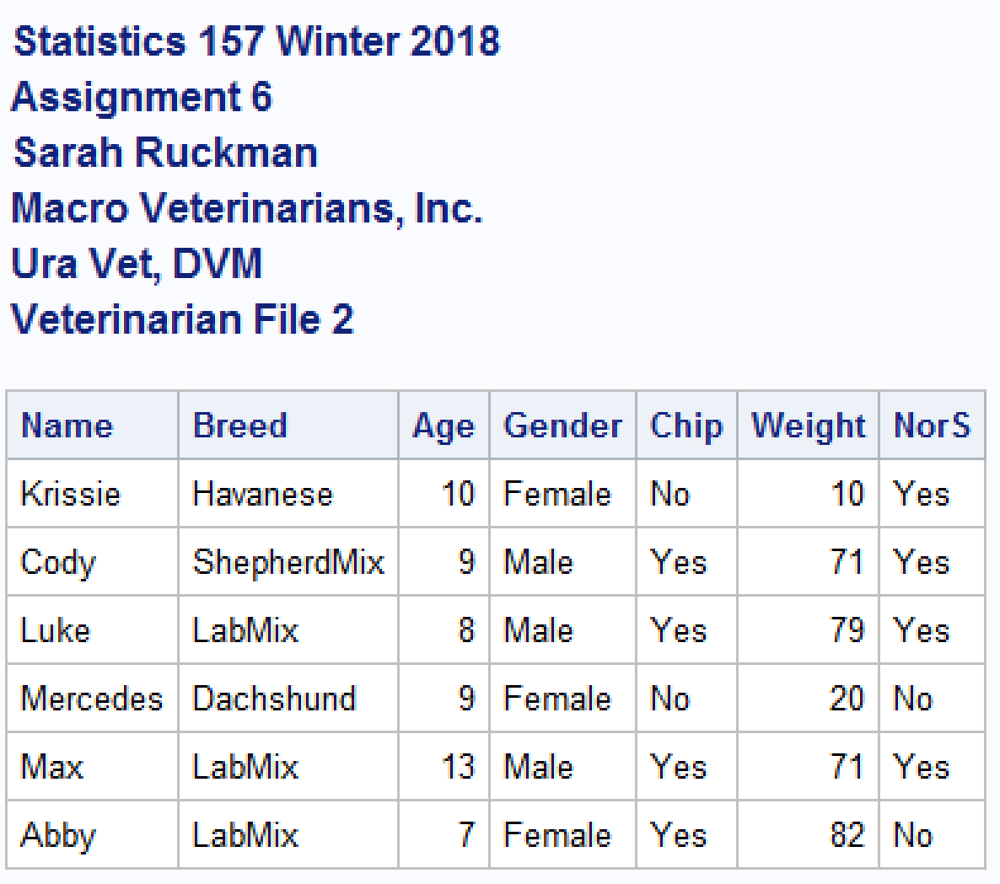 Statistics 157 Winter 2018
Assignment 6
Sarah Ruckman
Macro Veterinarians, Inc.
Ura Vet, DVM
Veterinarian File 2
Name Breed Age Gender Chip Weight NorS
Krissie Havanese 10 Female No 10 Yes
Cody ShepherdMix 9 Male Yes 71 Yes
Luke LabMix 8 Male Yes 79 Yes
Mercedes Dachshund 9 Female No 20 No
Max LabMix 13 Male Yes 71 Yes
Abby LabMix 7 Female Yes 82 No